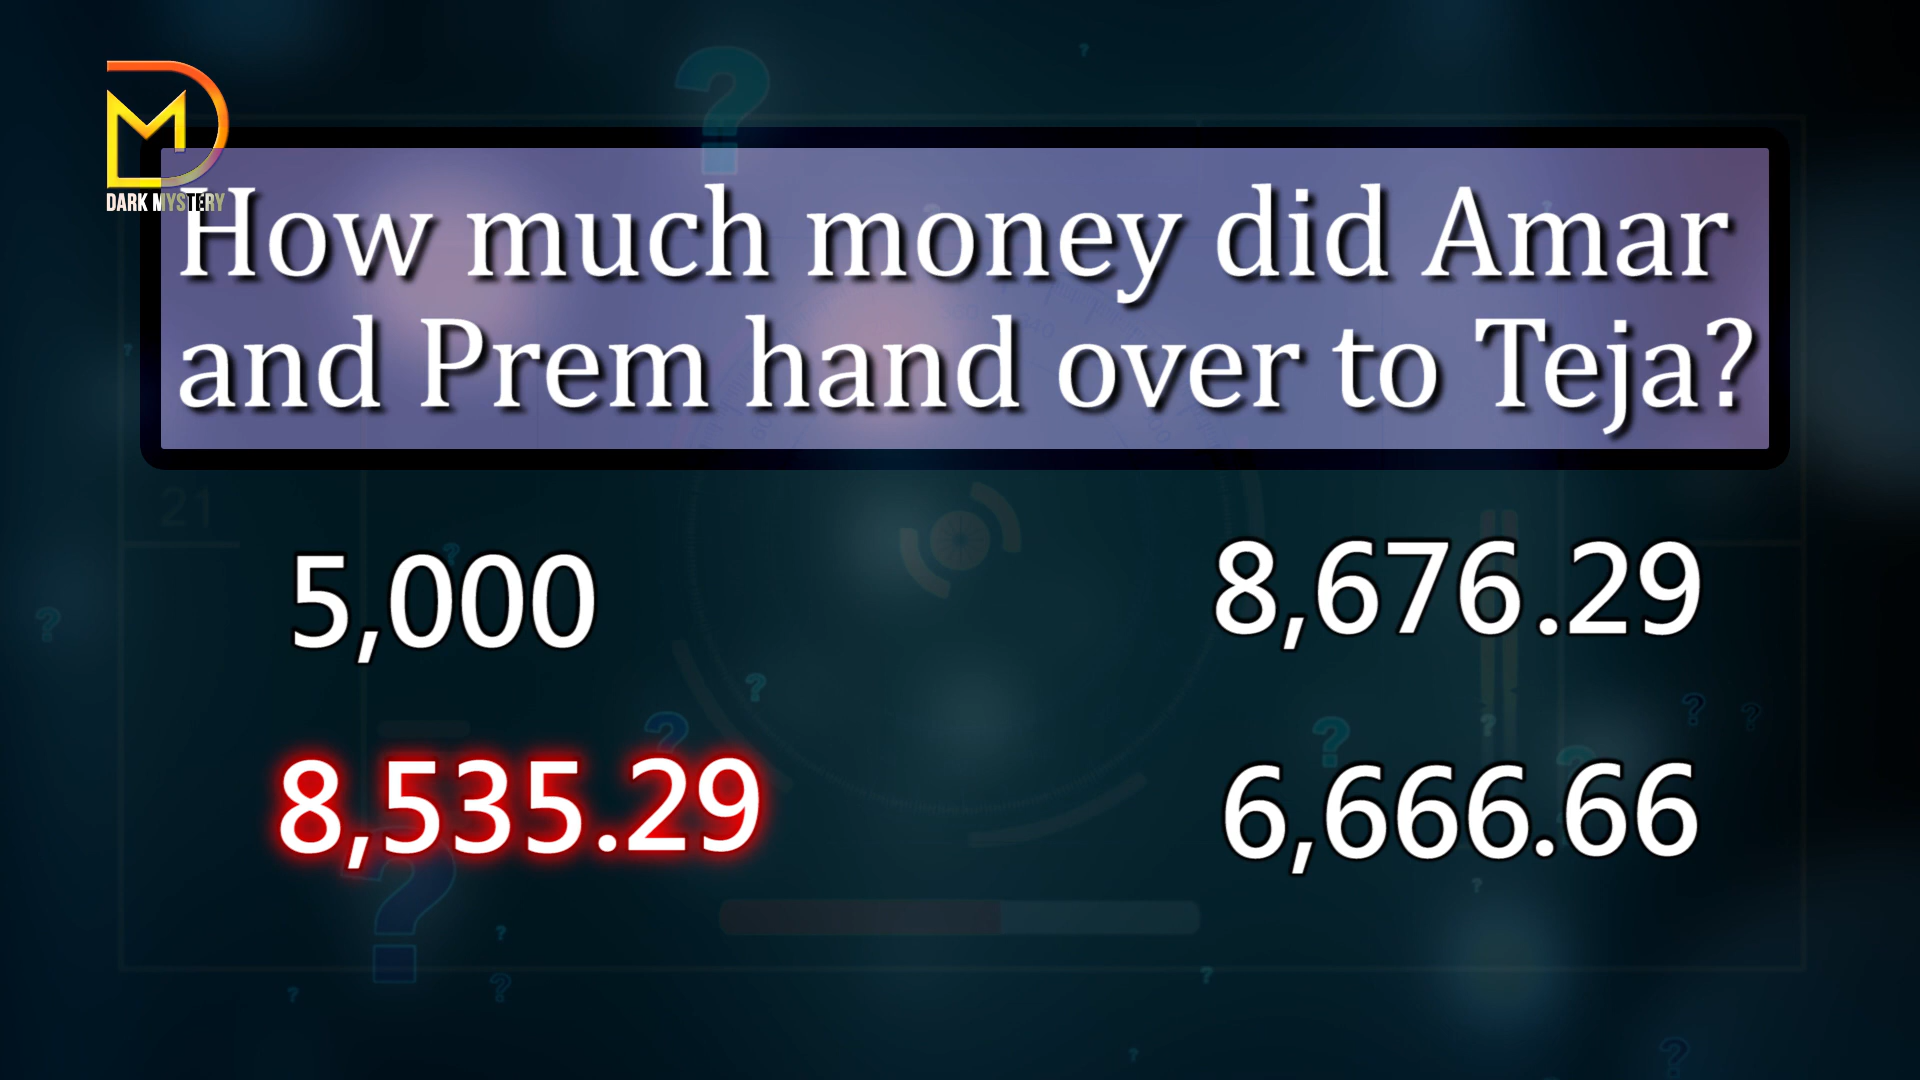 DARK MYSTERY
How much money did Amar
and Prem hand over to Teja?
21
5,000
8,676.29
8,535.29
6,666.66